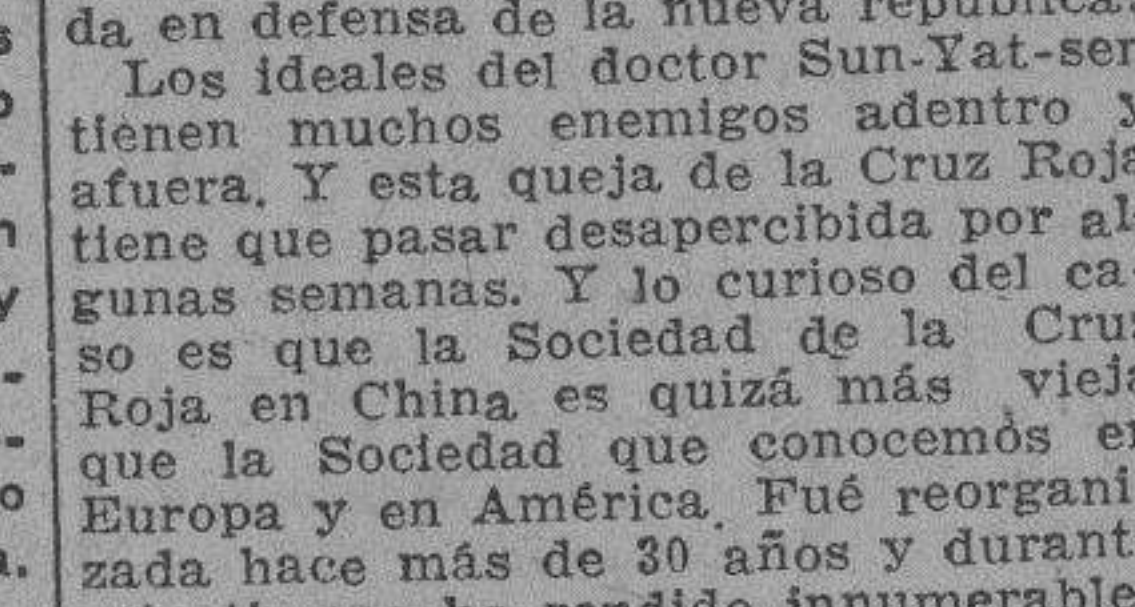 da en defensa de la nueva república.
Los ideales del doctor Sun-Yat-sen
tienen muchos enemigos adentro y
afuera. Y esta queja de la Cruz Roja
tiene que pasar desapercibida por al-
gunas semanas. Y lo curioso del ca-
so es que la Sociedad de la Cruz
Roja en China es quizá más vieja
que la Sociedad que conocemos en
Europa y en América. Fué reorgani-
zada hace más de 30 años y durant
rendido innumerable